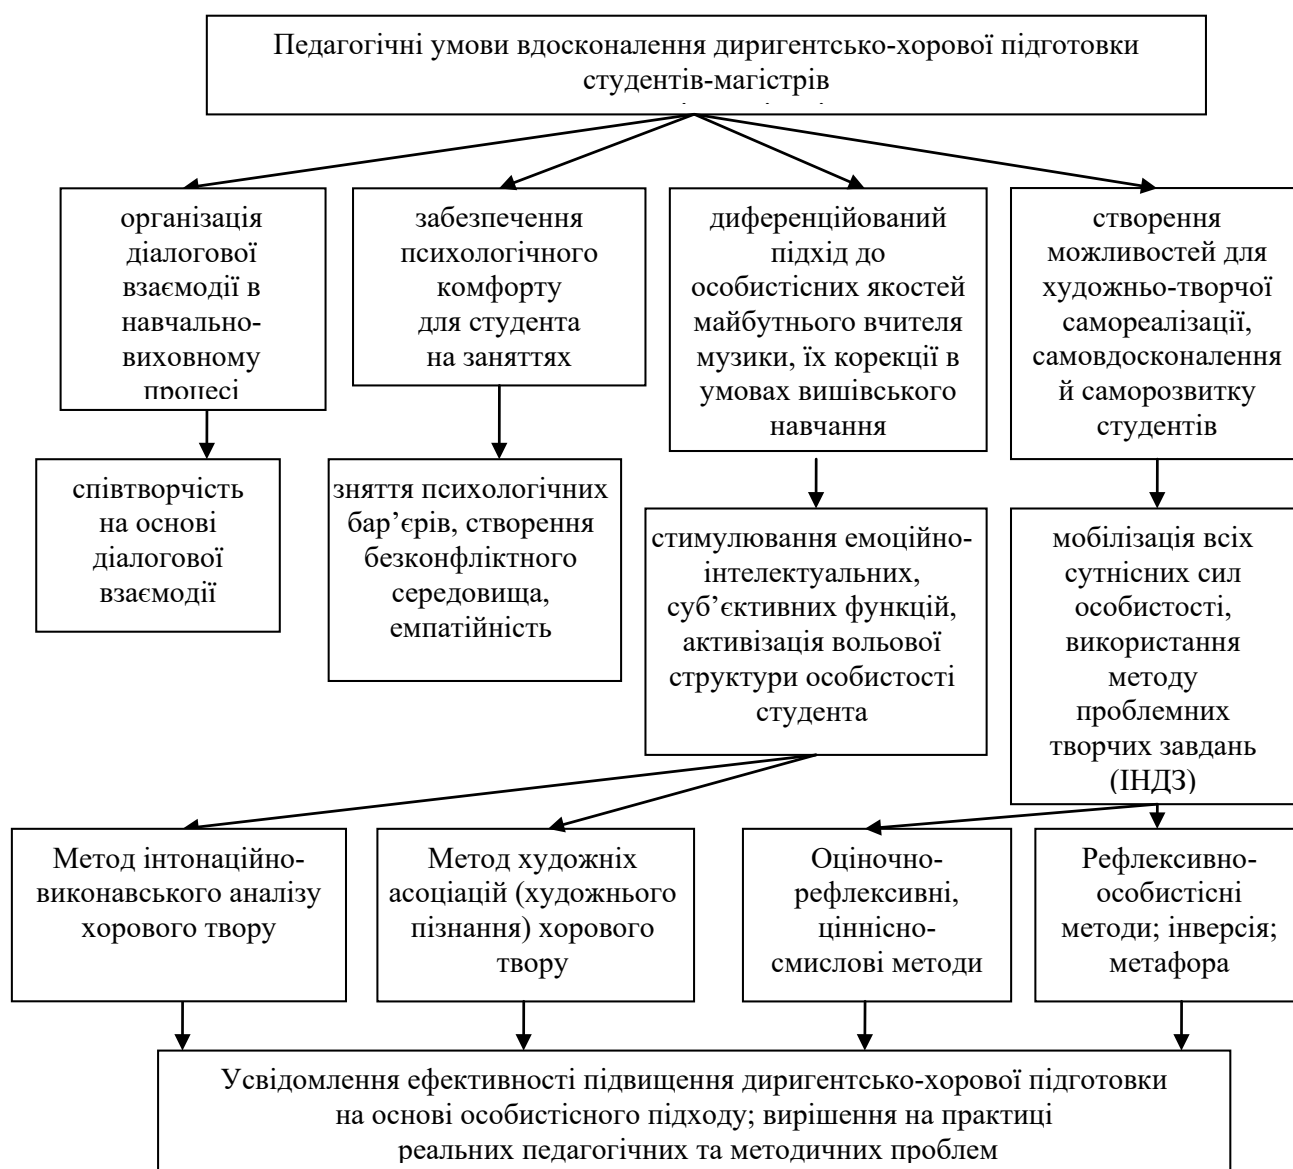 Педагогічні умови вдосконалення диригентсько-хорової підготовки
студентів-магістрів
організація
діалогової
взаємодії в
навчально-
виховному
процесі
забезпечення
психологічного
комфорту
для студента
на заняттях
диференційований
підхід до
особистісних якостей
майбутнього вчителя
музики, їх корекції в
умовах вишівського
навчання
створення
можливостей для
художньо-творчої
самореалізації,
самовдосконалення
й саморозвитку
студентів
співтворчість
на основі
діалогової
взаємодії
зняття психологічних
бар’єрів, створення
безконфліктного
середовища,
емпатійність
стимулювання емоційно-
інтелектуальних,
суб’єктивних функцій,
активізація вольової
структури особистості
студента
мобілізація всіх
сутнісних сил
особистості,
використання
методу
проблемних
творчих завдань
(ІНДЗ)
Метод інтонаційно-
виконавського аналізу
хорового твору
Метод художніх
асоціацій (художнього
пізнання) хорового
твору
Оціночно-
рефлексивні,
ціннісно-
смислові методи
Рефлексивно-
особистісні
методи; інверсія;
метафора
Усвідомлення ефективності підвищення диригентсько-хорової підготовки
на основі особистісного підходу; вирішення на практиці
реальних педагогічних та методичних проблем